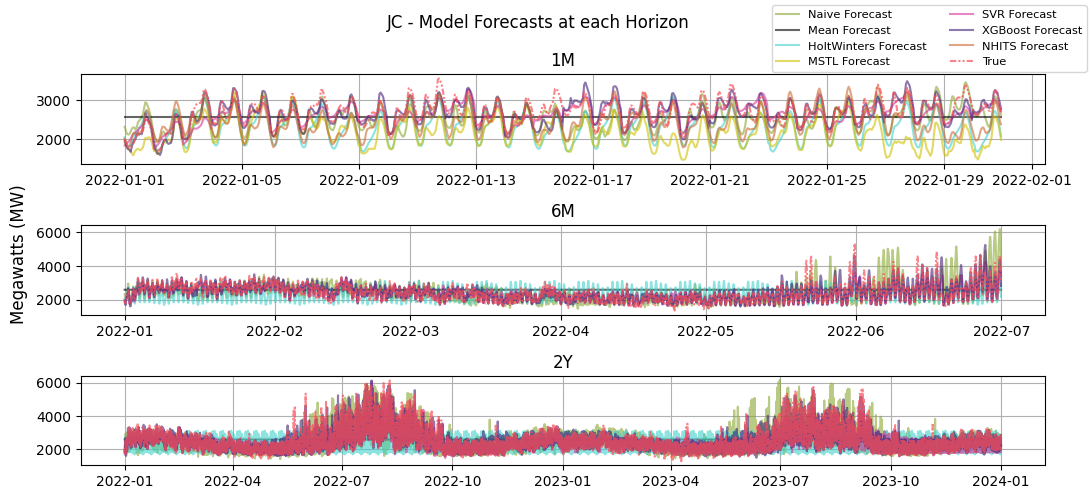 JC - Model Forecasts at each Horizon
Naive Forecast
Mean Forecast
HoltWinters Forecast
MSTL Forecast
SVR Forecast
XGBoost Forecast
NHITS Forecast
True
1M
3000
2000
2022-01-01 2022-01-05 2022-01-09 2022-01-13 2022-01-17 2022-01-21 2022-01-25 2022-01-29 2022-02-01
Megawatts (MW)
6M
6000
4000
2000
2022-01 2022-02 2022-03 2022-04 2022-05 2022-06 2022-07
2Y
6000
4000
2000
2022-01 2022-04 2022-07 2022-10 2023-01 2023-04 2023-07 2023-10 2024-01